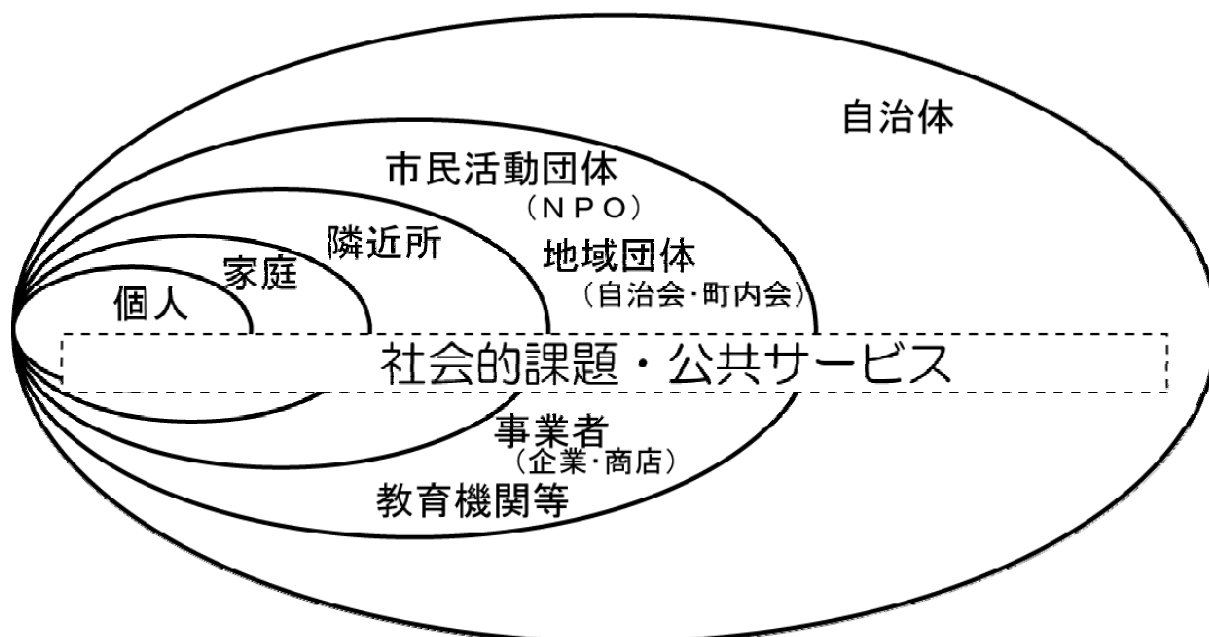 自治体
市民活動団体
（ＮＰＯ）
隣近所
地域団体
家庭
（自治会・町内会）
個人
社会的課題・公共サービス
事業者
（企業・商店）
教育機関等